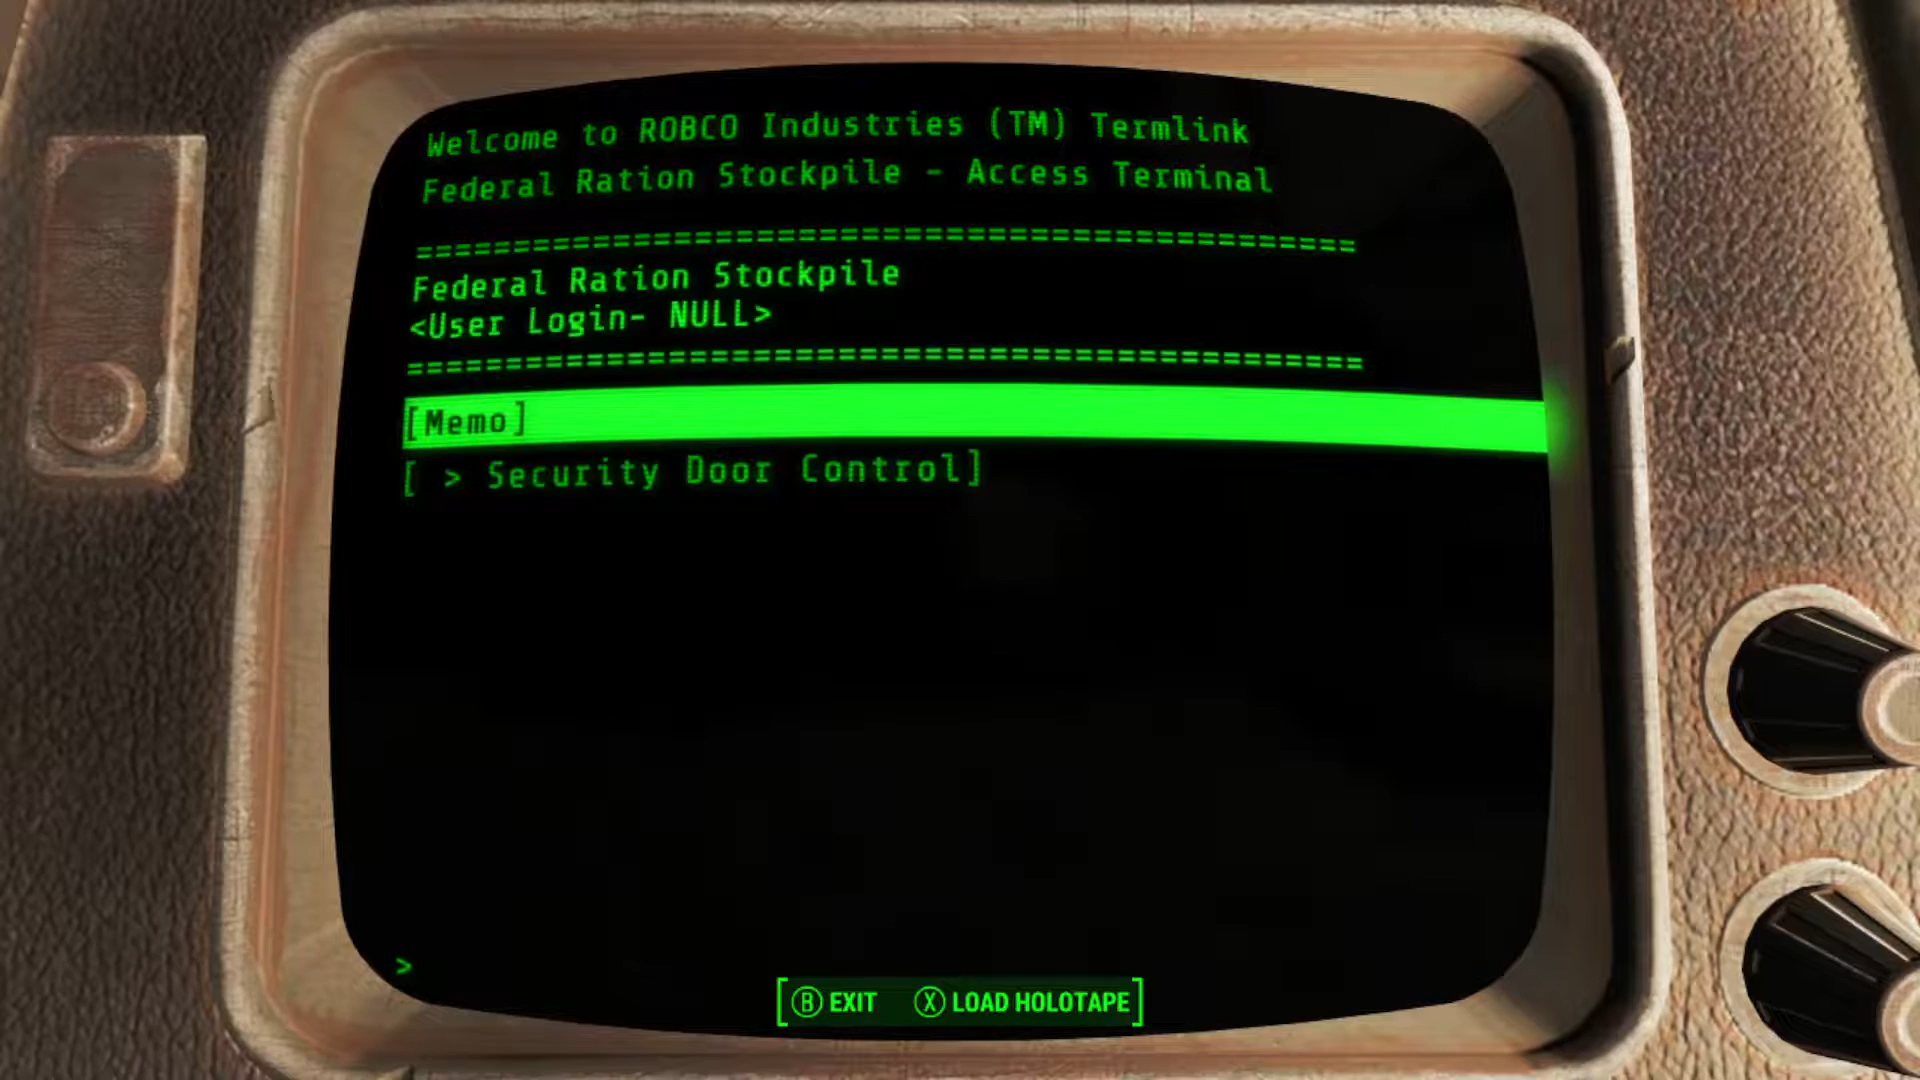 Welcome to ROBCO Industries (TM) Termlink
Federal Ration Stockpile - Access Terminal
===============================================
Federal Ration Stockpile
<User Login- NULL>
================================================
[Memo]
[ > Security Door Control]
>
[Ⓑ EXIT Ⓧ LOAD HOLOTAPE]